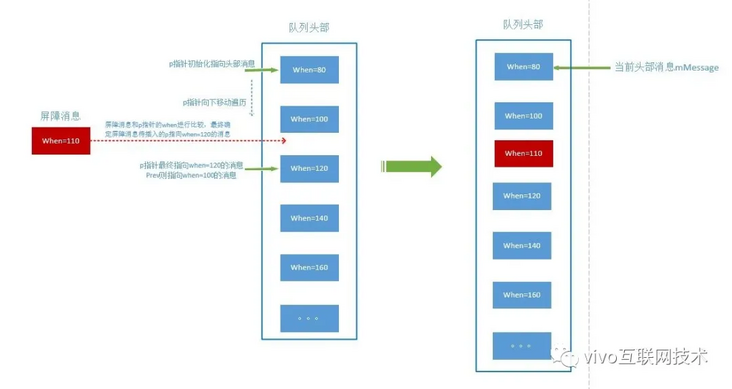 队列头部
p指针初始化指向头部消息
When=80
p指针向下移动遍历
When=100
屏障消息
When=110
屏障消息和p指针的when进行比较，最终确
定屏障消息待插入的p指向when=120的消息
p指针最终指向when=120的消息
Prev则指向when=100的消息
When=120
When=140
When=160
。。。
队列头部
When=80
当前头部消息mMessage
When=100
When=110
When=120
When=140
When=160
。。。
vivo互联网技术